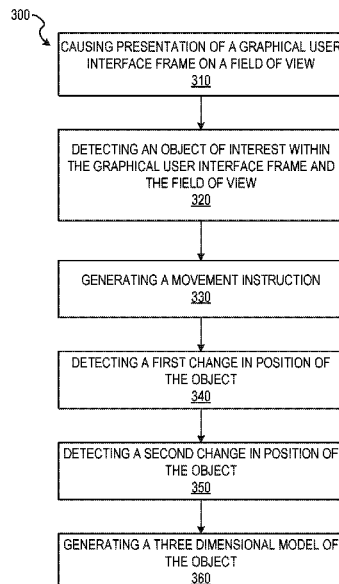 300
CAUSING PRESENTATION OF A GRAPHICAL USER
INTERFACE FRAME ON A FIELD OF VIEW
310
DETECTING AN OBJECT OF INTEREST WITHIN
THE GRAPHICAL USER INTERFACE FRAME AND
THE FIELD OF VIEW
320
GENERATING A MOVEMENT INSTRUCTION
330
DETECTING A FIRST CHANGE IN POSITION OF
THE OBJECT
340
DETECTING A SECOND CHANGE IN POSITION OF
THE OBJECT
350
GENERATING A THREE DIMENSIONAL MODEL OF
THE OBJECT
360